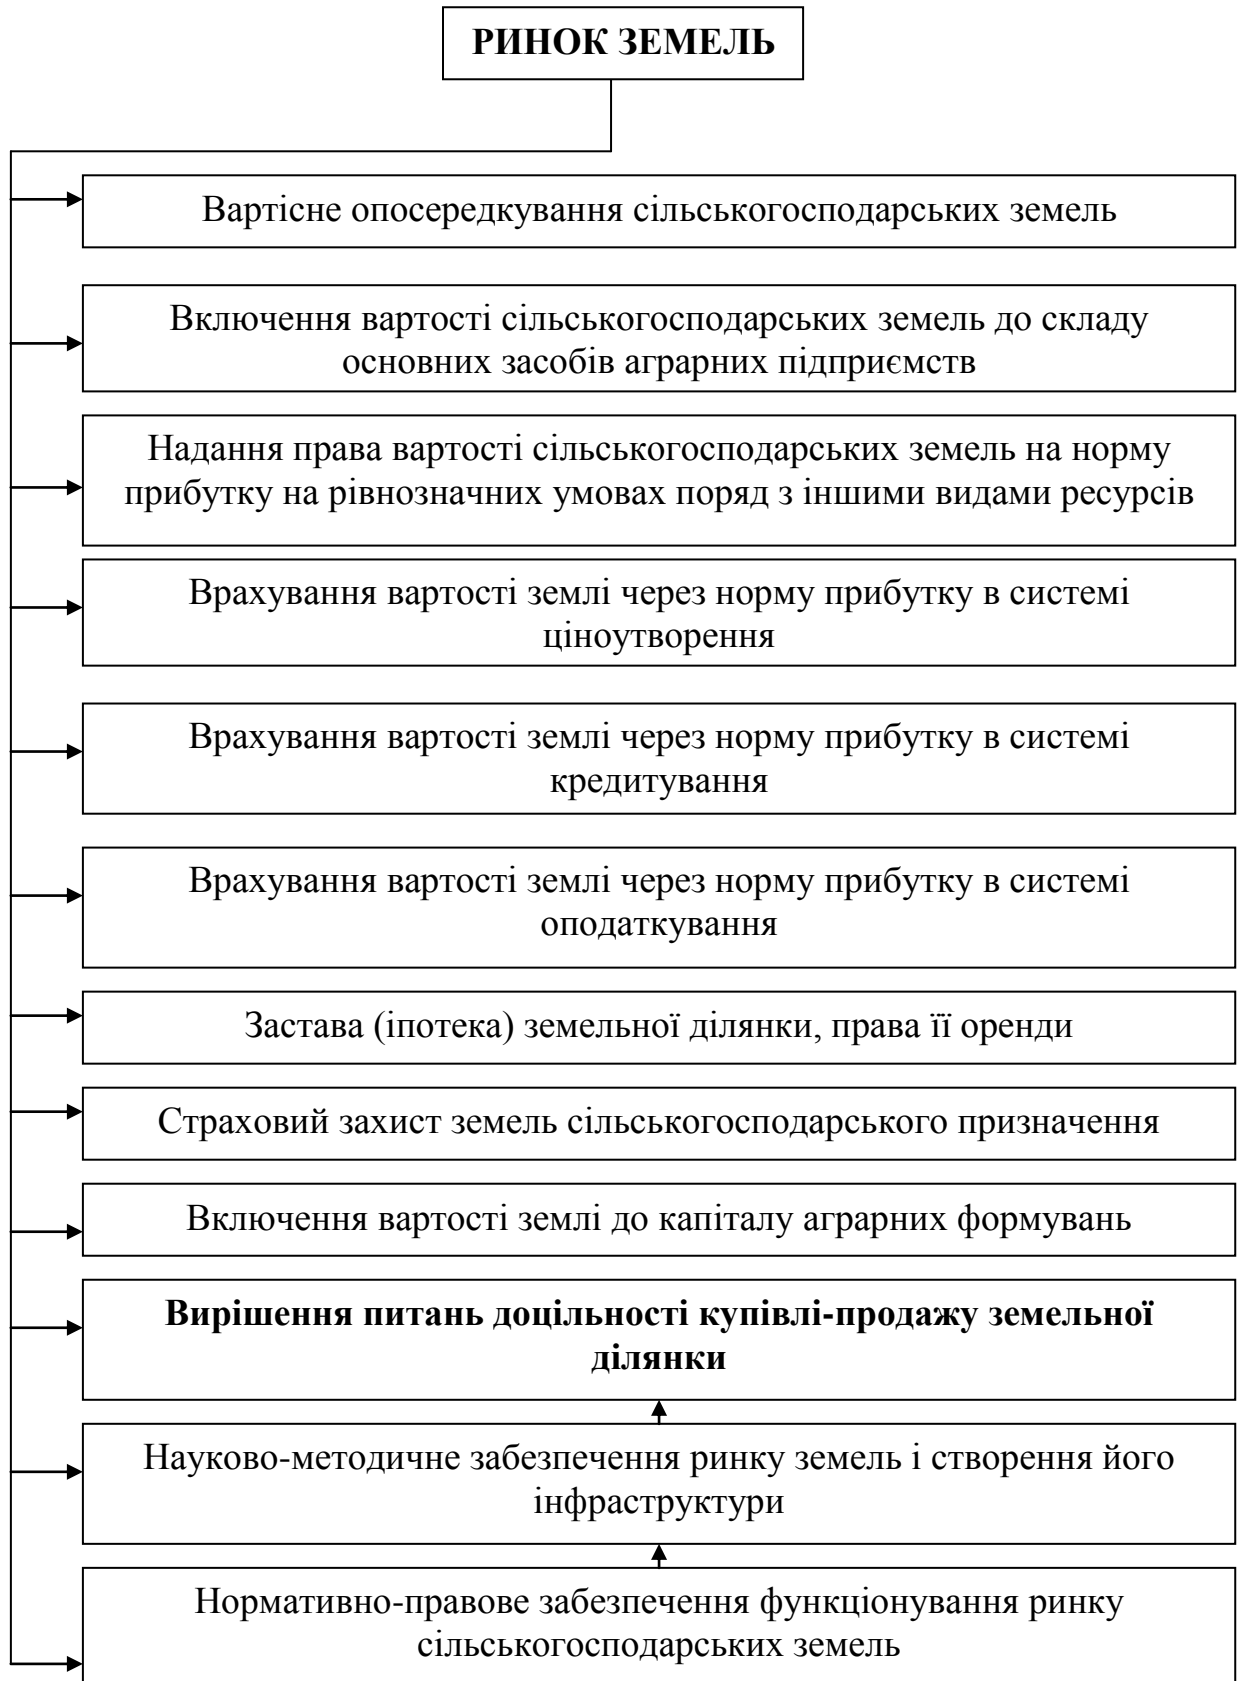 РИНОК ЗЕМЕЛЬ
Вартісне опосередкування сільськогосподарських земель
Включення вартості сільськогосподарських земель до складу
основних засобів аграрних підприємств
Надання права вартості сільськогосподарських земель на норму
прибутку на рівнозначних умовах поряд з іншими видами ресурсів
Врахування вартості землі через норму прибутку в системі
ціноутворення
Врахування вартості землі через норму прибутку в системі
кредитування
Врахування вартості землі через норму прибутку в системі
оподаткування
Застава (іпотека) земельної ділянки, права її оренди
Страховий захист земель сільськогосподарського призначення
Включення вартості землі до капіталу аграрних формувань
Вирішення питань доцільності купівлі-продажу земельної
ділянки
Науково-методичне забезпечення ринку земель і створення його
інфраструктури
Нормативно-правове забезпечення функціонування ринку
сільськогосподарських земель